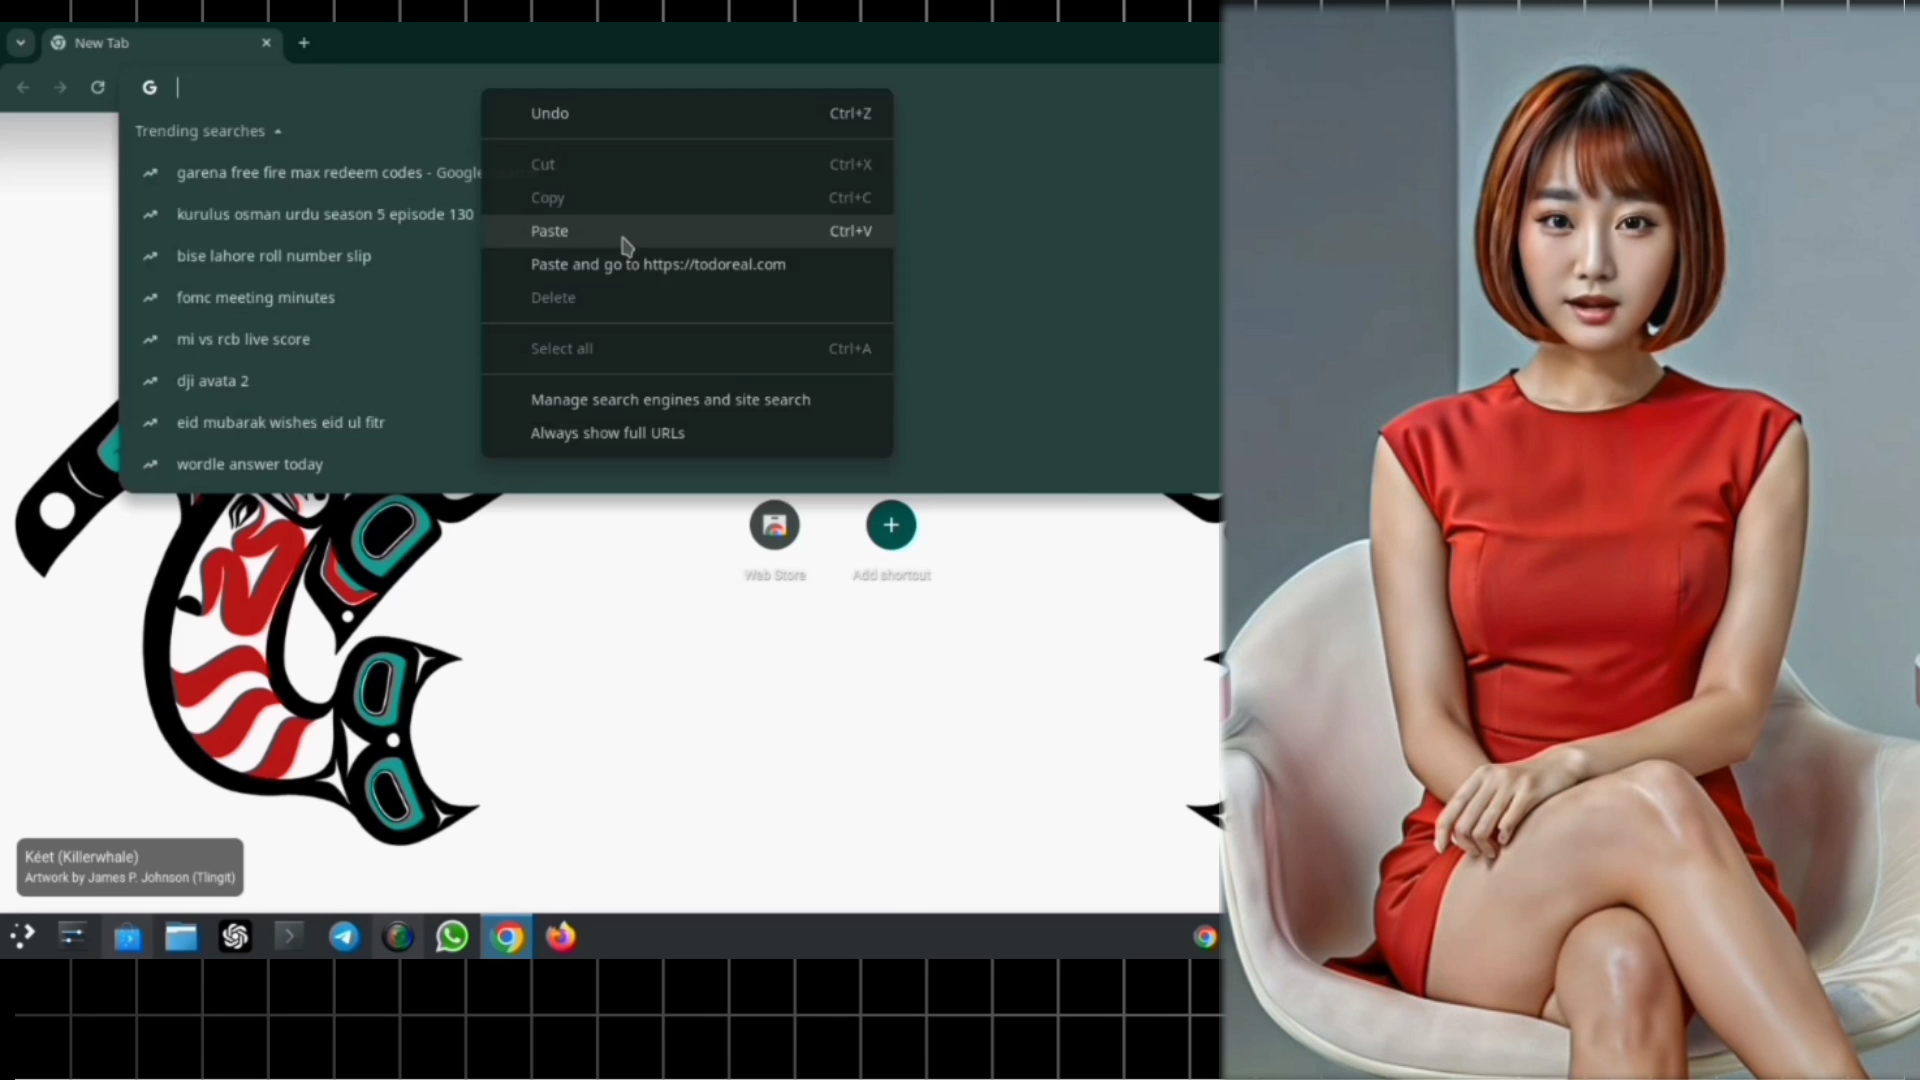 New Tab
Trending searches
garena free fire max redeem codes - Google
kurulus osman urdu season 5 episode 130
bise lahore roll number slip
fomc meeting minutes
mi vs rcb live score
dji avata 2
eid mubarak wishes eid ul fitr
wordle answer today
Undo Ctrl+Z
Cut Ctrl+X
Copy Ctrl+C
Paste Ctrl+V
Paste and go to https://todoreal.com
Delete
Select all Ctrl+A
Manage search engines and site search
Always show full URLs
Web Store Add shortcut
Kéet (Killerwhale)
Artwork by James P. Johnson (Tlingit)